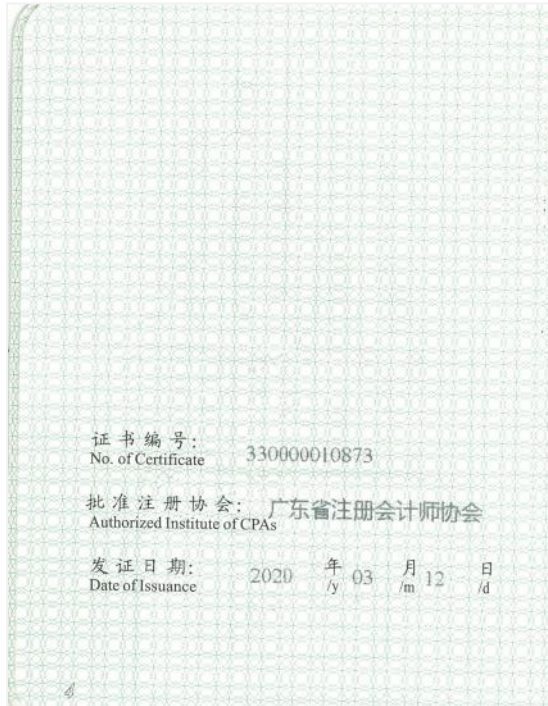 证书编号: 330000010873
No. of Certificate
批准注册协会: 广东省注册会计师协会
Authorized Institute of CPAs
发证日期: 2020 年 03 月 12 日
Date of Issuance /y /m /d
4